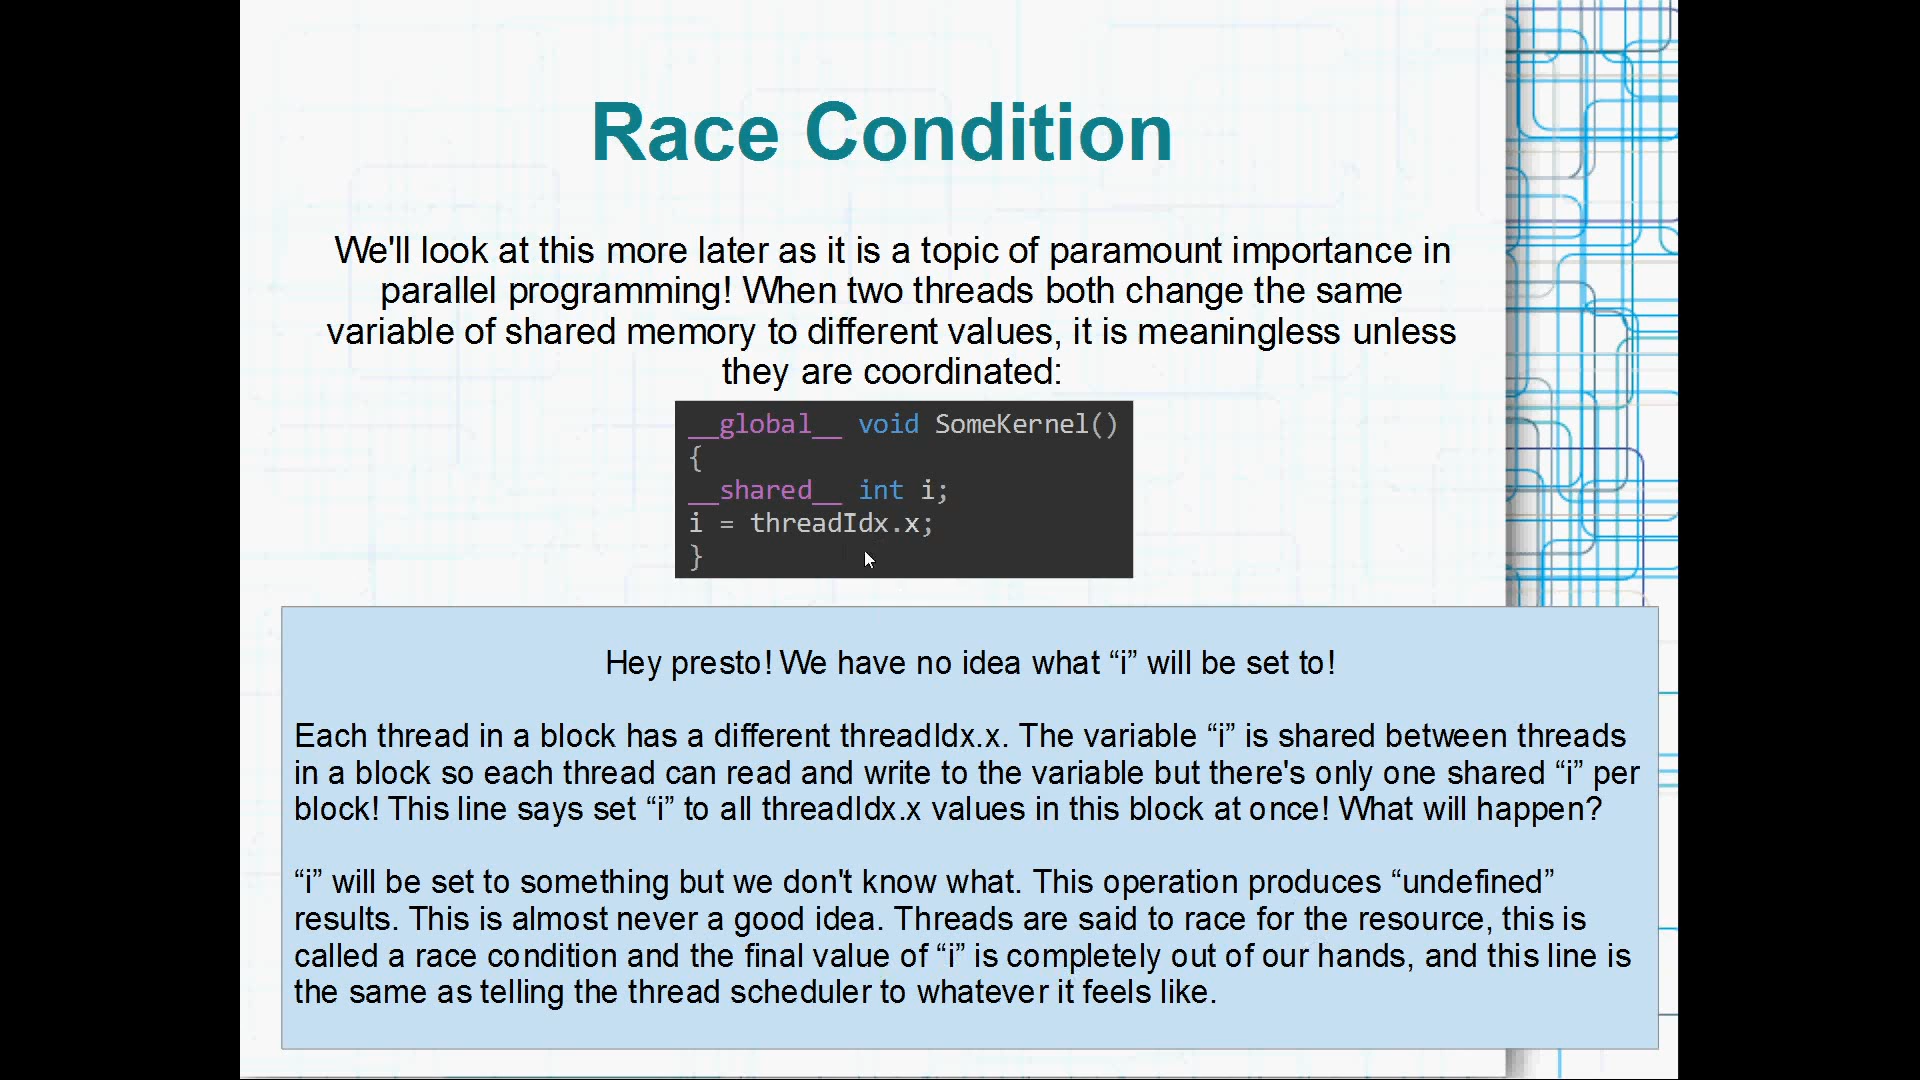 Race Condition
We'll look at this more later as it is a topic of paramount importance in
parallel programming! When two threads both change the same
variable of shared memory to different values, it is meaningless unless
they are coordinated:
__global__ void SomeKernel()
{
__shared__ int i;
i = threadIdx.x;
}
Hey presto! We have no idea what “i” will be set to!
Each thread in a block has a different threadIdx.x. The variable “i” is shared between threads
in a block so each thread can read and write to the variable but there's only one shared “i” per
block! This line says set “i” to all threadIdx.x values in this block at once! What will happen?
“i” will be set to something but we don't know what. This operation produces “undefined”
results. This is almost never a good idea. Threads are said to race for the resource, this is
called a race condition and the final value of “i” is completely out of our hands, and this line is
the same as telling the thread scheduler to whatever it feels like.